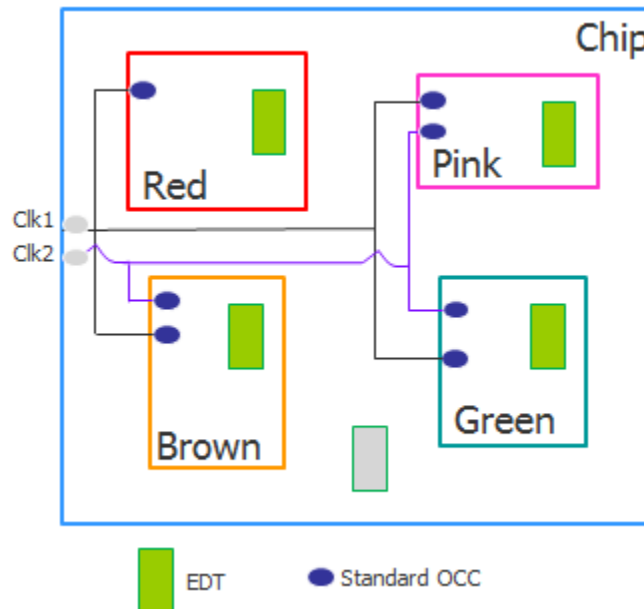 Chip
Red
Pink
Clk1
Clk2
Brown
Green
EDT
Standard OCC